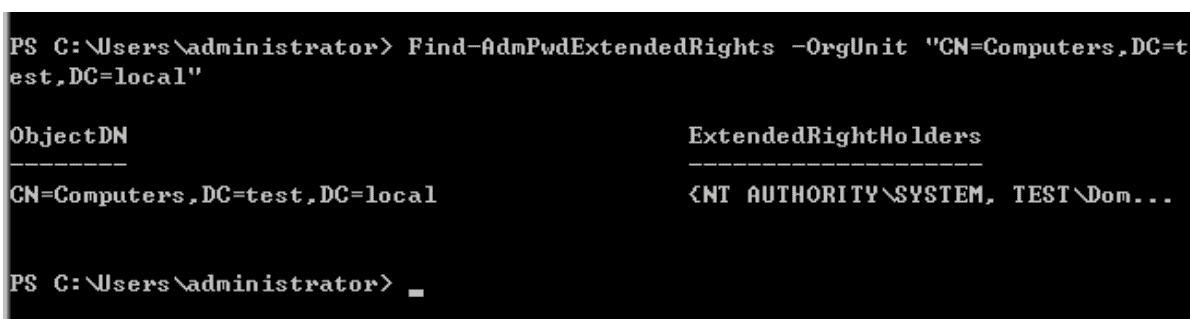 PS C:\Users\administrator> Find-AdmPwdExtendedRights -OrgUnit "CN=Computers,DC=t
est,DC=local"
ObjectDN ExtendedRightHolders
-------- --------------------
CN=Computers,DC=test,DC=local {NT AUTHORITY\SYSTEM, TEST\Dom...
PS C:\Users\administrator> _